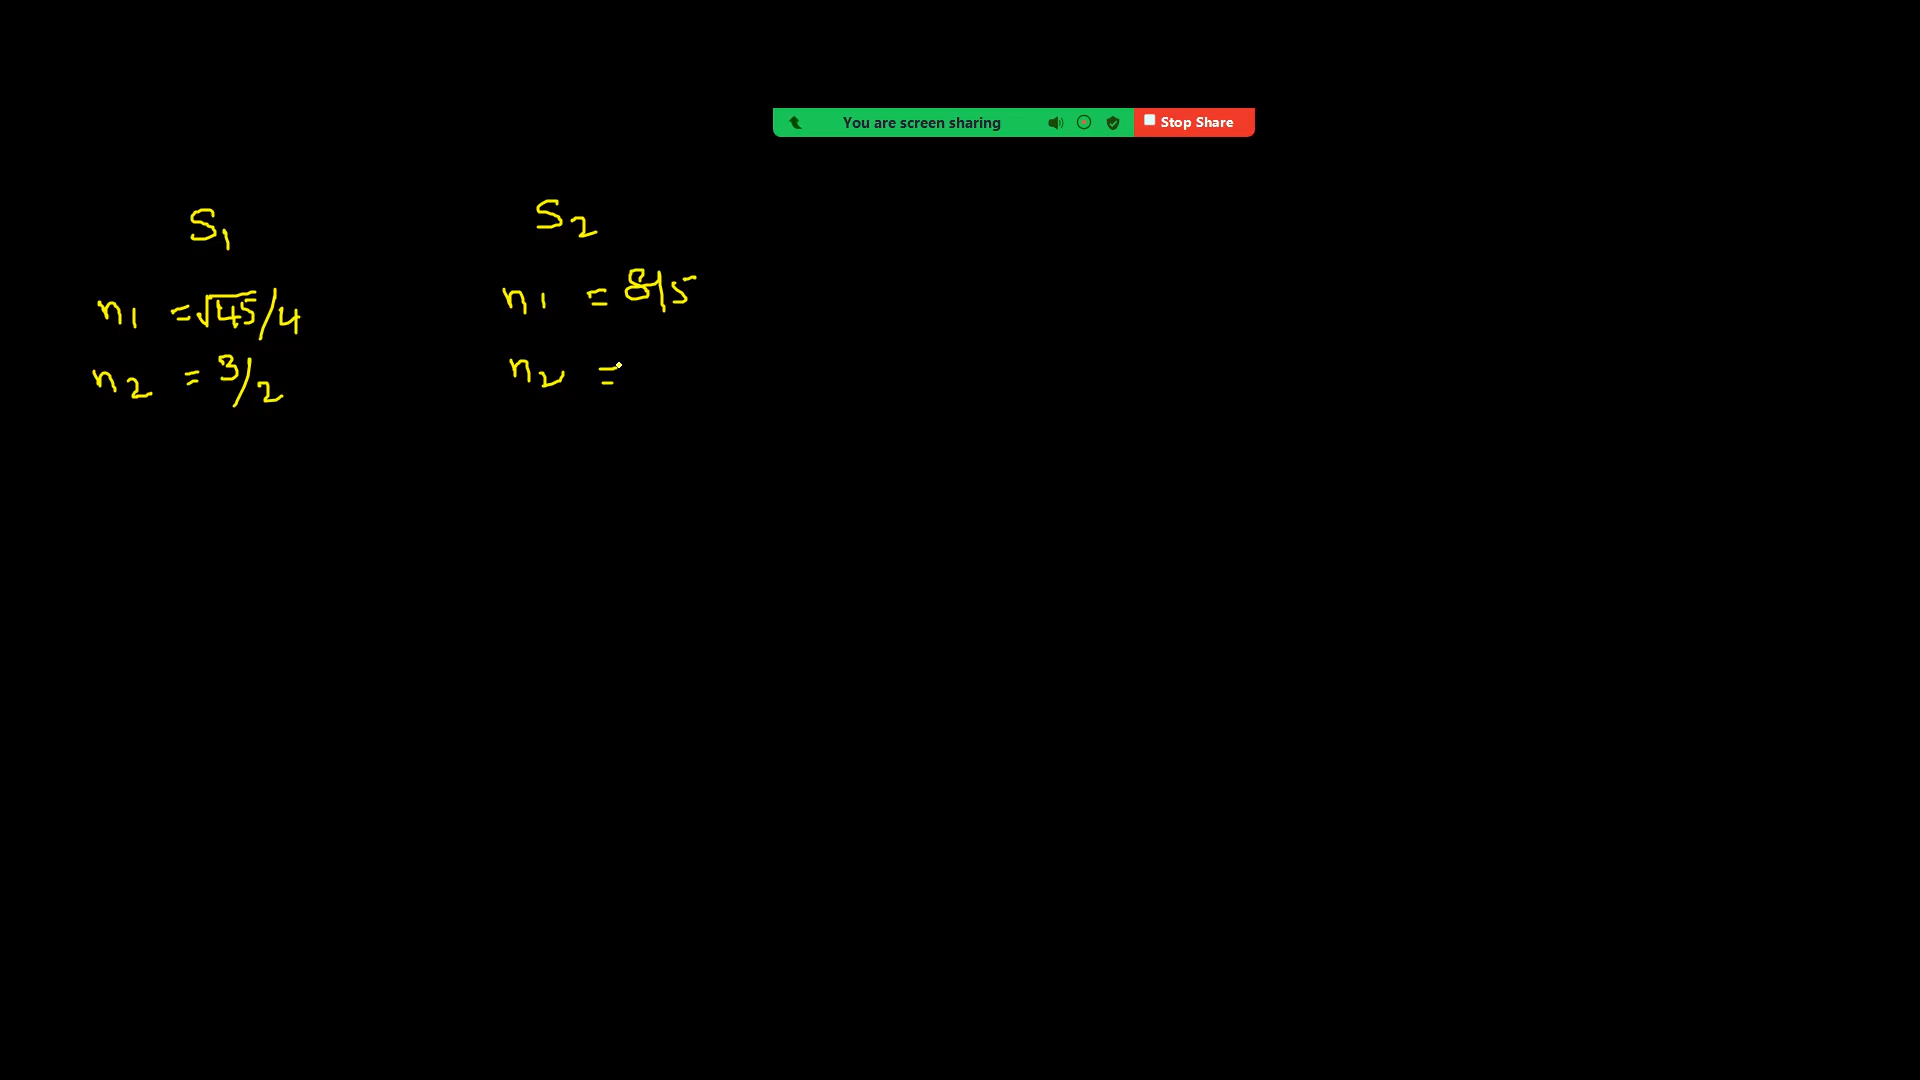 You are screen sharing Stop Share
S₁
n₁ = √45/4
n₂ = 3/2
S₂
n₁ = 8/5
n₂ =